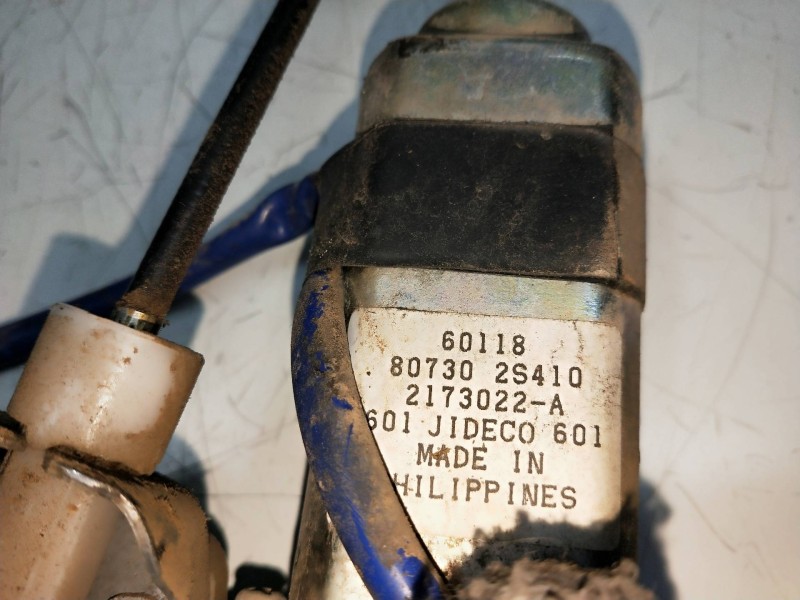 60118
80730 2S410
2173022-A
601 JIDECO 601
MADE IN
HILIPPINES